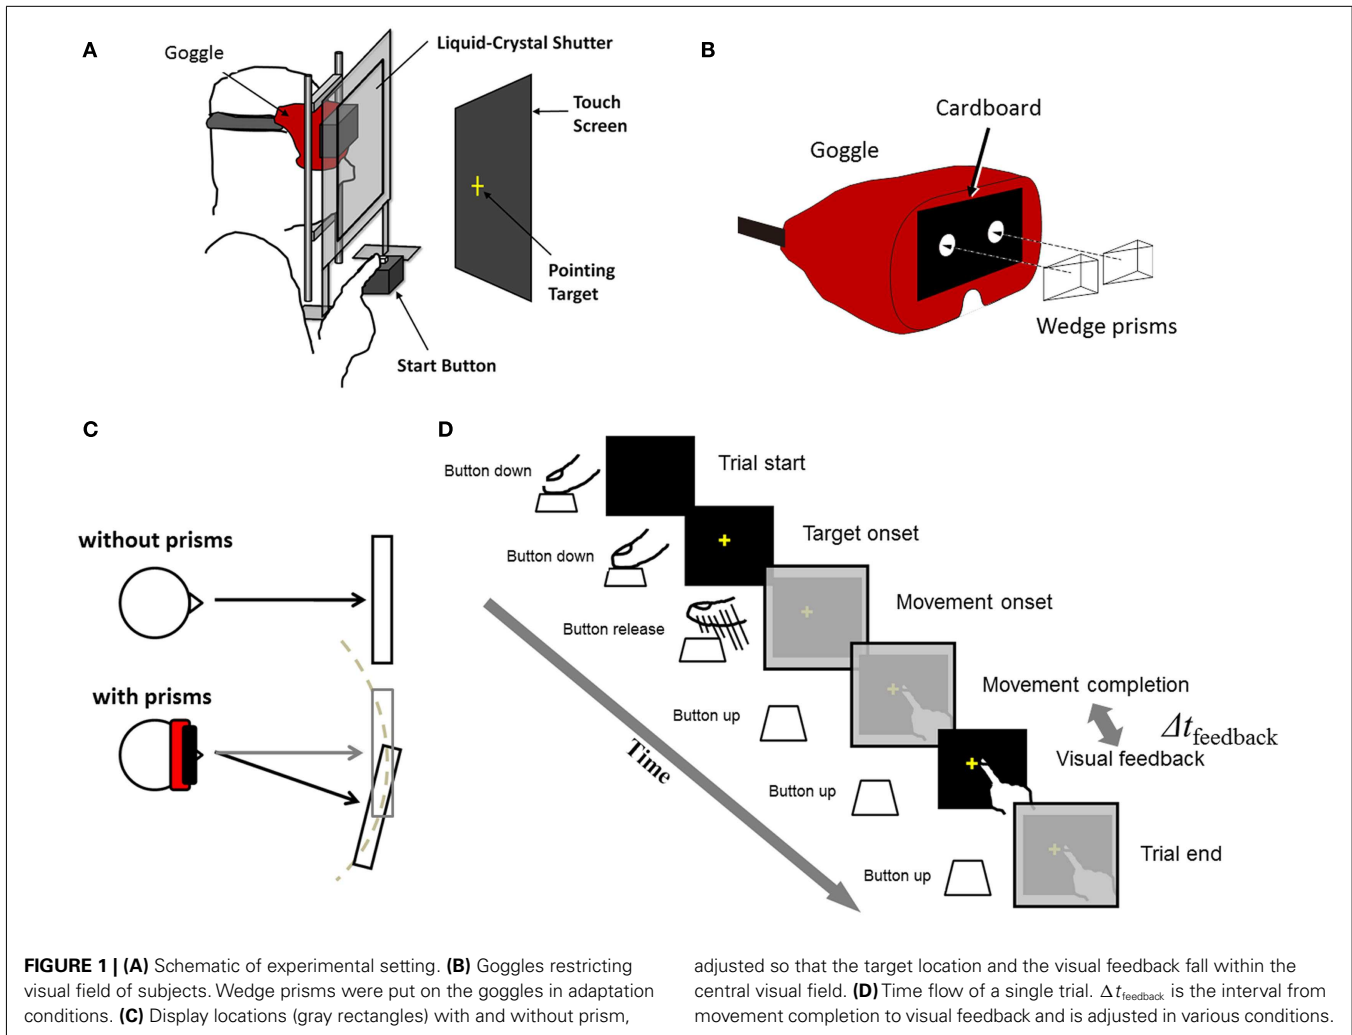 A
Goggle
Liquid-Crystal Shutter
Touch
Screen
Pointing
Target
Start Button
B
Cardboard
Goggle
Wedge prisms
C
without prisms
with prisms
D
Button down
Trial start
Button down
Target onset
Button release
Movement onset
Button up
Movement completion
Δt feedback
Visual feedback
Button up
Button up
Trial end
Time
FIGURE 1 | (A) Schematic of experimental setting. (B) Goggles restricting
visual field of subjects. Wedge prisms were put on the goggles in adaptation
conditions. (C) Display locations (gray rectangles) with and without prism,
adjusted so that the target location and the visual feedback fall within the
central visual field. (D) Time flow of a single trial. Δt feedback is the interval from
movement completion to visual feedback and is adjusted in various conditions.